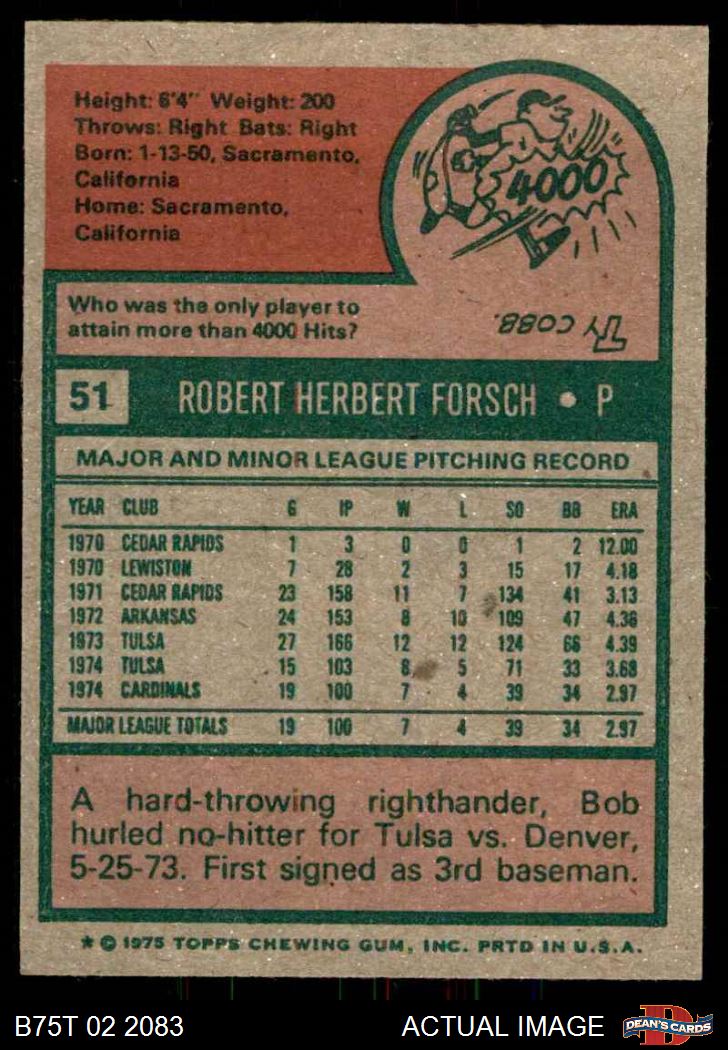 Height: 6'4" Weight: 200
Throws: Right Bats: Right
Born: 1-13-50, Sacramento,
California
Home: Sacramento,
California
4000
Who was the only player to
attain more than 4000 Hits?
Ty COBB.
51 ROBERT HERBERT FORSCH • P
MAJOR AND MINOR LEAGUE PITCHING RECORD
YEAR CLUB G IP W L SO BB ERA
1970 CEDAR RAPIDS 1 3 0 0 1 2 12.00
1970 LEWISTON 7 28 2 3 15 17 4.18
1971 CEDAR RAPIDS 23 158 11 7 134 41 3.13
1972 ARKANSAS 24 153 8 10 109 47 4.36
1973 TULSA 27 166 12 12 124 66 4.39
1974 TULSA 15 103 8 5 71 33 3.68
1974 CARDINALS 19 100 7 4 39 34 2.97
MAJOR LEAGUE TOTALS 19 100 7 4 39 34 2.97
A hard-throwing righthander, Bob
hurled no-hitter for Tulsa vs. Denver,
5-25-73. First signed as 3rd baseman.
* © 1975 TOPPS CHEWING GUM, INC. PRTD IN U.S.A.
B75T 02 2083 ACTUAL IMAGE D DEAN'S CARDS